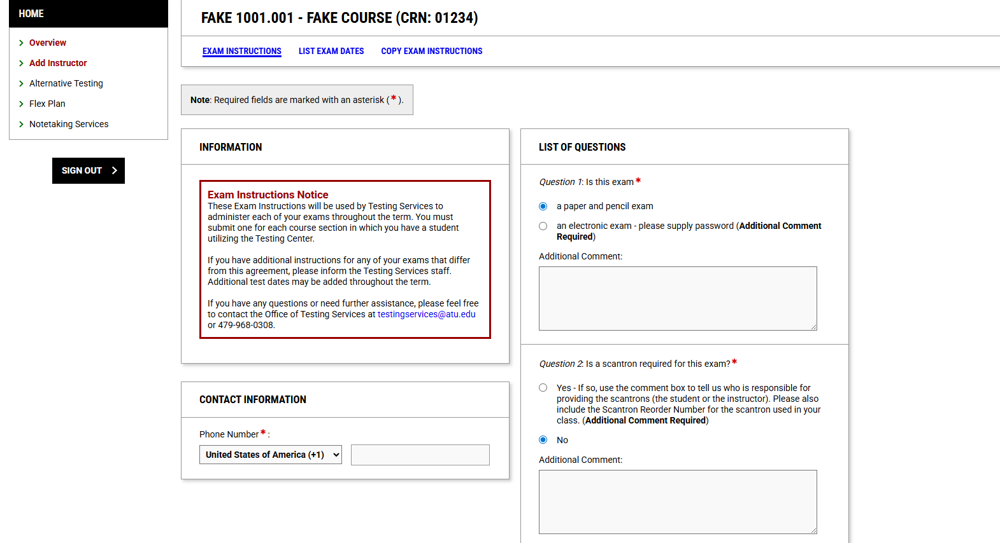 HOME
Overview
Add Instructor
Alternative Testing
Flex Plan
Notetaking Services
SIGN OUT
FAKE 1001.001 - FAKE COURSE (CRN: 01234)
EXAM INSTRUCTIONS LIST EXAM DATES COPY EXAM INSTRUCTIONS
Note: Required fields are marked with an asterisk (*).
INFORMATION
Exam Instructions Notice
These Exam Instructions will be used by Testing Services to
administer each of your exams throughout the term. You must
submit one for each course section in which you have a student
utilizing the Testing Center.
If you have additional instructions for any of your exams that differ
from this agreement, please inform the Testing Services staff.
Additional test dates may be added throughout the term.
If you have any questions or need further assistance, please feel free
to contact the Office of Testing Services at testingservices@atu.edu
or 479-968-0308.
CONTACT INFORMATION
Phone Number*:
United States of America (+1)
LIST OF QUESTIONS
Question 1: Is this exam*
a paper and pencil exam
an electronic exam - please supply password (Additional Comment
Required)
Additional Comment:
Question 2: Is a scantron required for this exam?*
Yes - If so, use the comment box to tell us who is responsible for
providing the scantrons (the student or the instructor). Please also
include the Scantron Reorder Number for the scantron used in your
class. (Additional Comment Required)
No
Additional Comment: